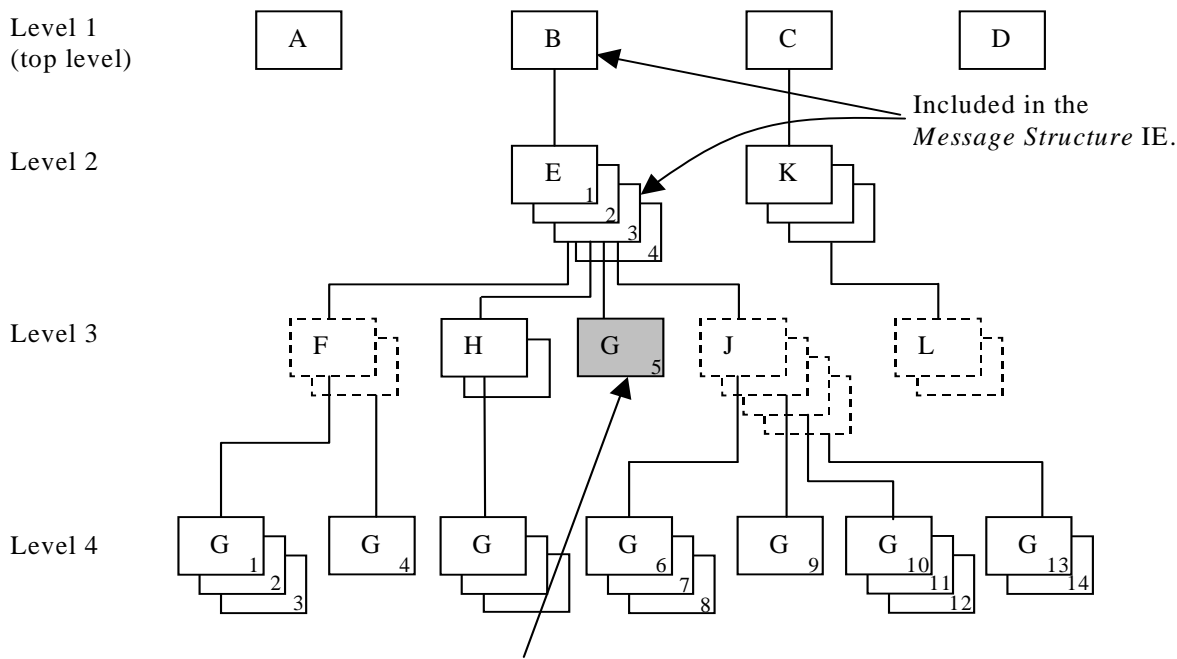 Level 1
(top level)
A
B
C
D
Included in the
Message Structure IE.
Level 2
E
1
2
3
4
K
Level 3
F
H
G
5
J
L
Level 4
G
1
2
3
G
4
G
G
6
7
8
G
9
G
10
11
12
G
13
14